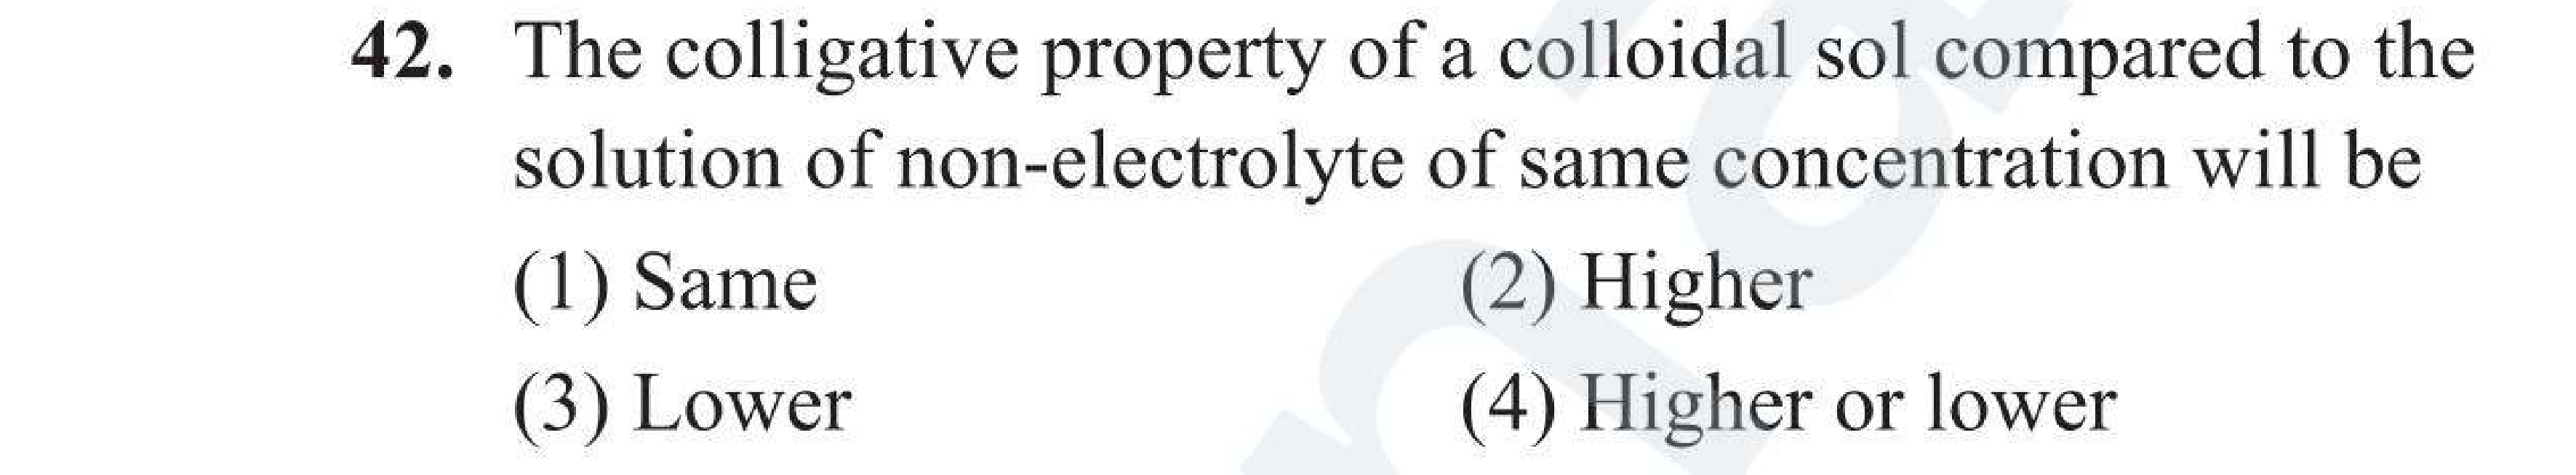 42. The colligative property of a colloidal sol compared to the
solution of non-electrolyte of same concentration will be
(1) Same (2) Higher
(3) Lower (4) Higher or lower